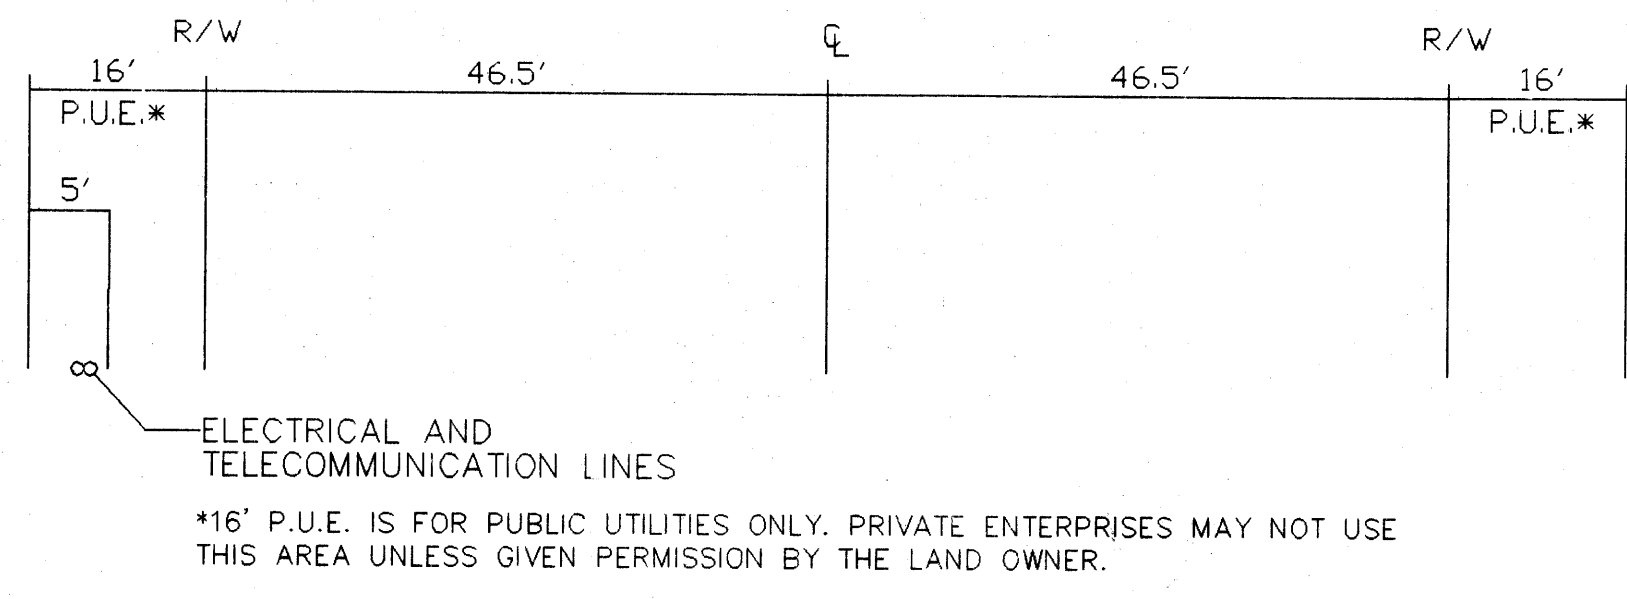 R/W ℄ R/W
16' 46.5' 46.5' 16'
P.U.E.* P.U.E.*
5'
ELECTRICAL AND
TELECOMMUNICATION LINES
*16' P.U.E. IS FOR PUBLIC UTILITIES ONLY. PRIVATE ENTERPRISES MAY NOT USE
THIS AREA UNLESS GIVEN PERMISSION BY THE LAND OWNER.